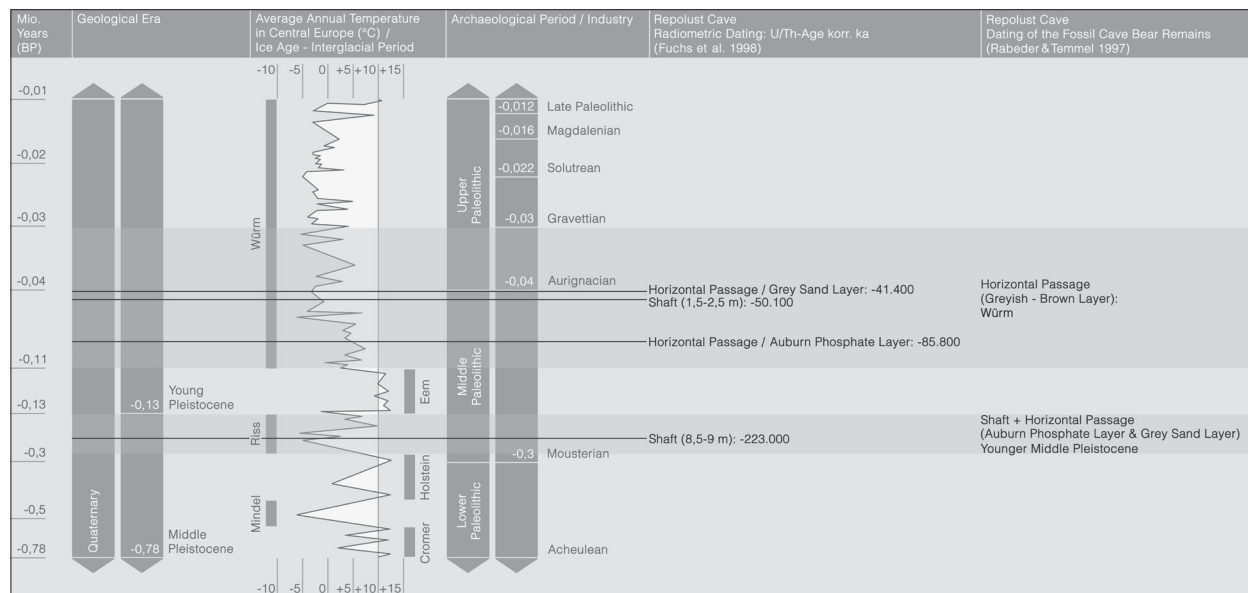 Mio.
Years
(BP)
Geological Era
Average Annual Temperature
in Central Europe (°C) /
Ice Age - Interglacial Period
Archaeological Period / Industry
Repolust Cave
Radiometric Dating: U/Th-Age korr. ka
(Fuchs et al. 1998)
Repolust Cave
Dating of the Fossil Cave Bear Remains
(Rabeder & Temmel 1997)
-10 -5 0 +5 +10 +15
-0,01
-0,02
-0,03
-0,04
-0,11
-0,13
-0,3
-0,5
-0,78
Quaternary
-0,13
Young
Pleistocene
-0,78
Middle
Pleistocene
Würm
Riss
Mindel
Eem
Holstein
Cromer
-10 -5 0 +5 +10 +15
Upper
Paleolithic
Middle
Paleolithic
Lower
Paleolithic
-0,012 Late Paleolithic
-0,016 Magdalenian
-0,022 Solutrean
-0,03 Gravettian
-0,04 Aurignacian
-0,3 Mousterian
Acheulean
Horizontal Passage / Grey Sand Layer: -41.400
Shaft (1,5-2,5 m): -50.100
Horizontal Passage / Auburn Phosphate Layer: -85.800
Shaft (8,5-9 m): -223.000
Horizontal Passage
(Greyish - Brown Layer):
Würm
Shaft + Horizontal Passage
(Auburn Phosphate Layer & Grey Sand Layer)
Younger Middle Pleistocene